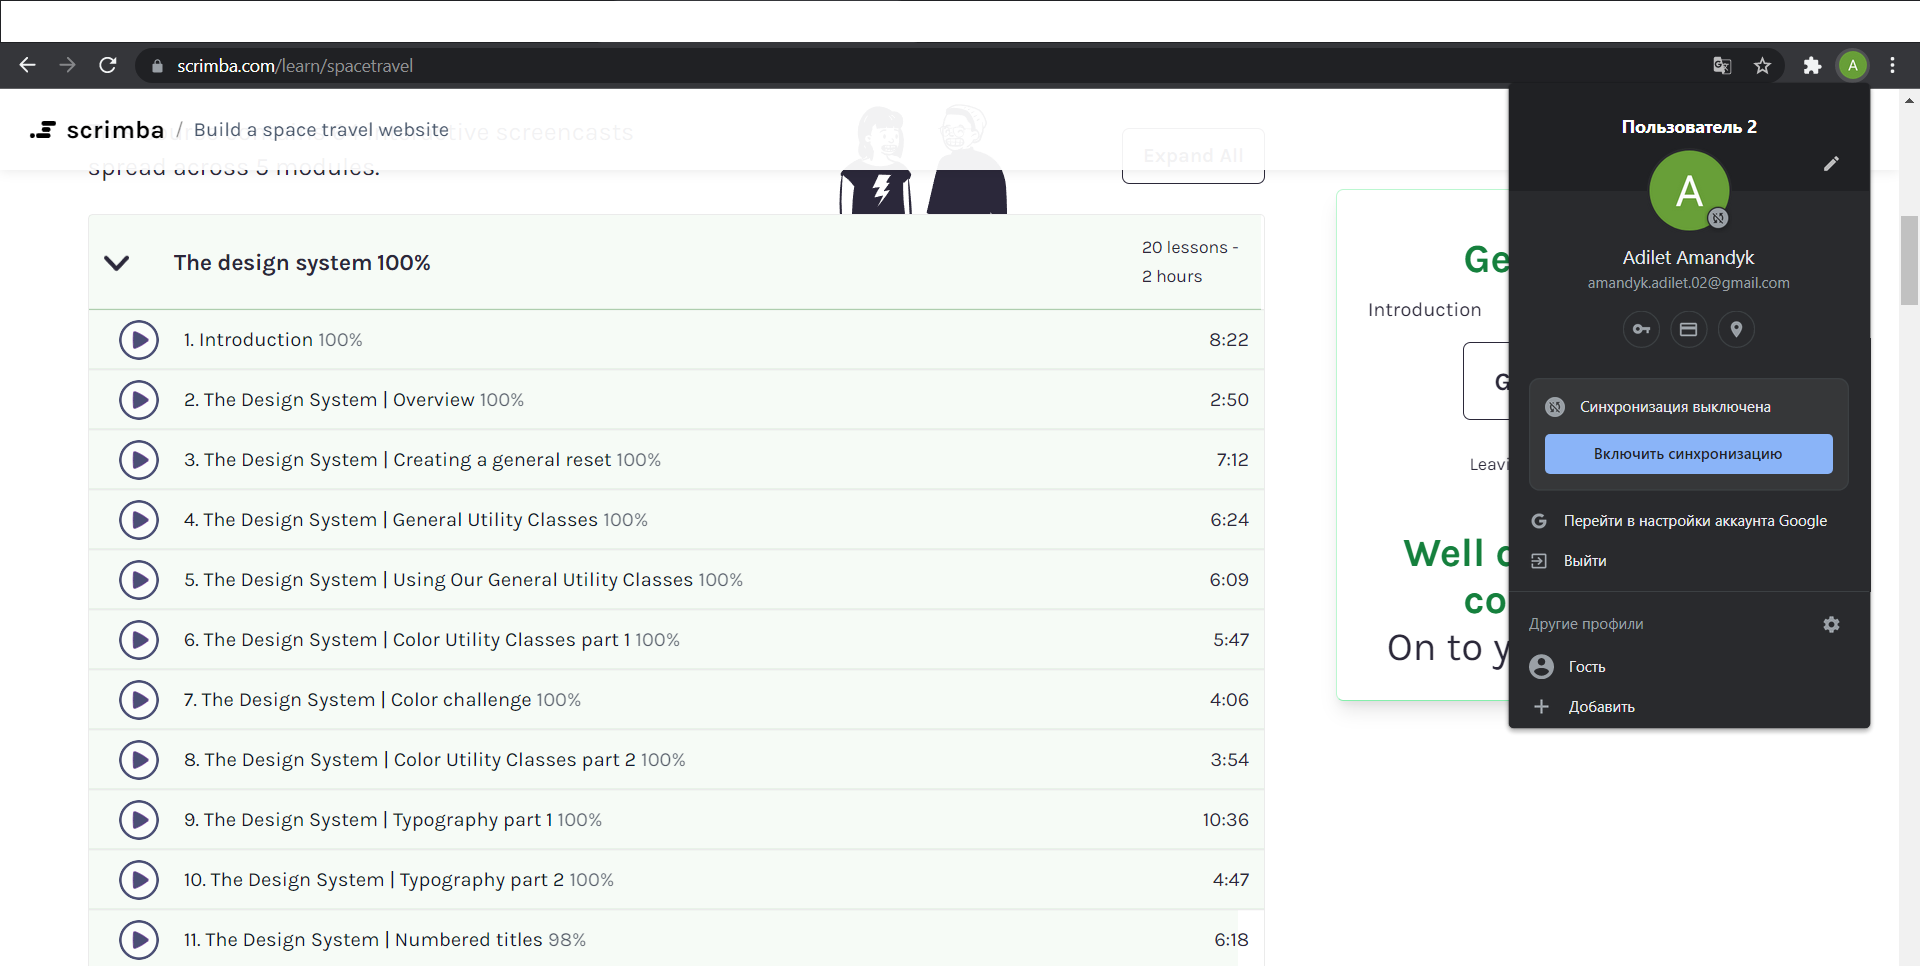 scrimba.com/learn/spacetravel
A
scrimba / Build a space travel website
tive screencasts
spread across 5 modules.
Expand All
The design system 100%
20 lessons -
2 hours
1. Introduction 100%
8:22
2. The Design System | Overview 100%
2:50
3. The Design System | Creating a general reset 100%
7:12
4. The Design System | General Utility Classes 100%
6:24
5. The Design System | Using Our General Utility Classes 100%
6:09
6. The Design System | Color Utility Classes part 1 100%
5:47
7. The Design System | Color challenge 100%
4:06
8. The Design System | Color Utility Classes part 2 100%
3:54
9. The Design System | Typography part 1 100%
10:36
10. The Design System | Typography part 2 100%
4:47
11. The Design System | Numbered titles 98%
6:18
Ge
Introduction
G
Leavi
Well
co
On to y
Пользователь 2
A
Adilet Amandyk
amandyk.adilet.02@gmail.com
Синхронизация выключена
Включить синхронизацию
G Перейти в настройки аккаунта Google
Выйти
Другие профили
Гость
Добавить